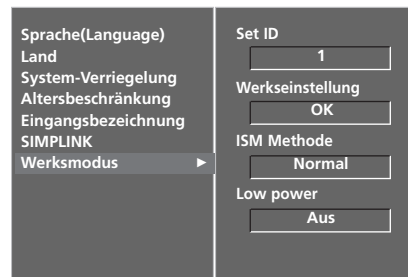 Sprache(Language)
Land
System-Verriegelung
Altersbeschränkung
Eingangsbezeichnung
SIMPLINK
Werksmodus ►
Set ID
1
Werkseinstellung
OK
ISM Methode
Normal
Low power
Aus